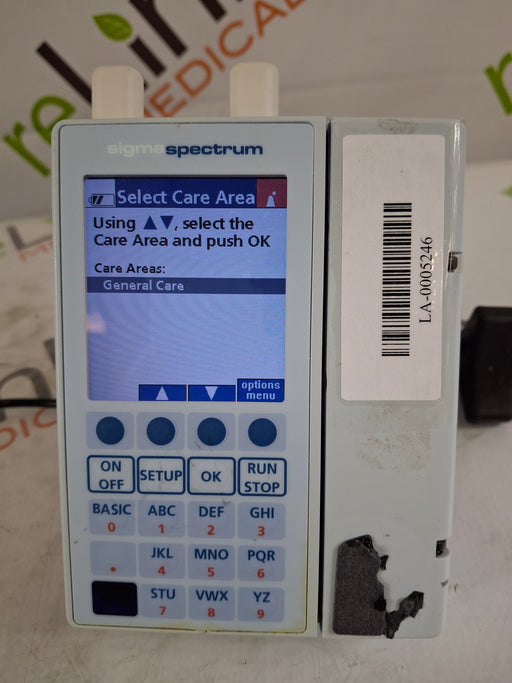 reLink
MEDICAL
sigmaspectrum
Select Care Area
Using ▲▼, select the
Care Area and push OK
Care Areas:
General Care
options
menu
ON
OFF
SETUP
OK
RUN
STOP
BASIC
0
ABC
1
DEF
2
GHI
3
.
JKL
4
MNO
5
PQR
6
STU
7
VWX
8
YZ
9
LA-0005246